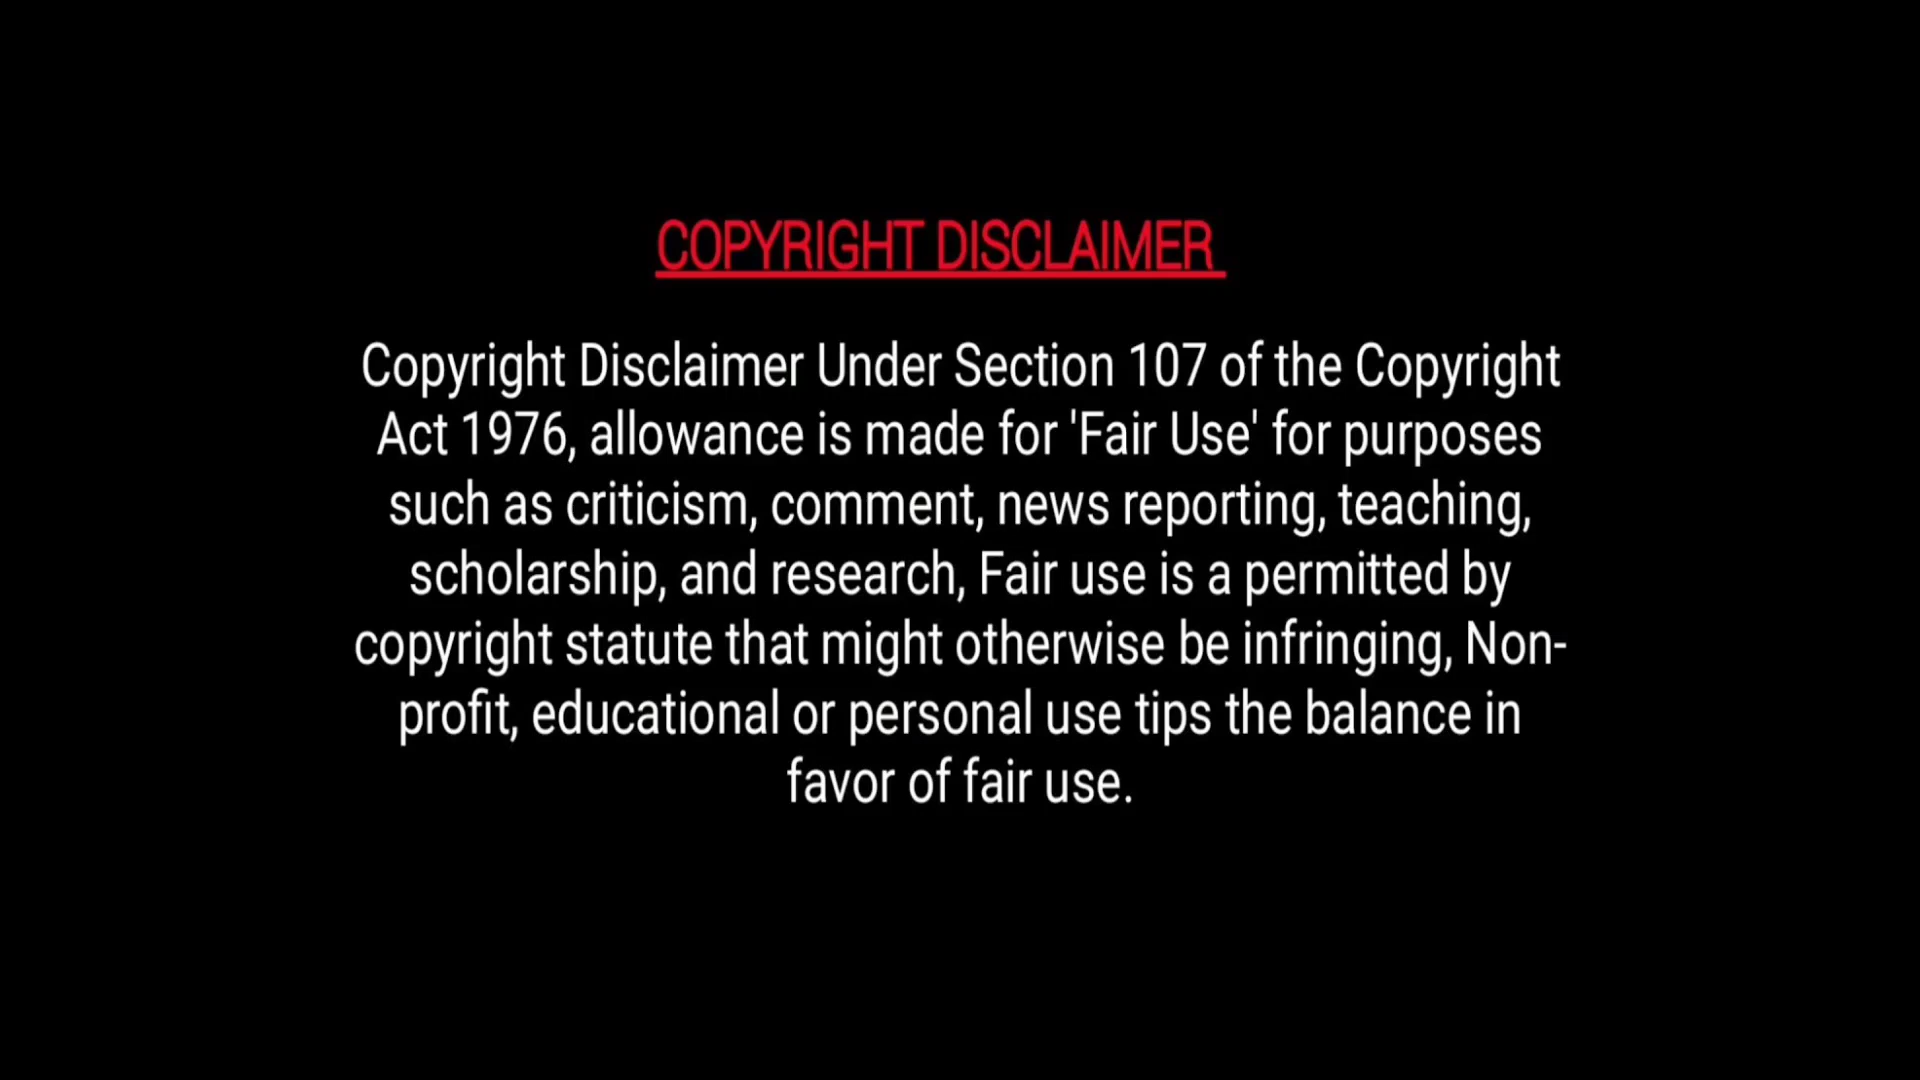 COPYRIGHT DISCLAIMER
Copyright Disclaimer Under Section 107 of the Copyright
Act 1976, allowance is made for 'Fair Use' for purposes
such as criticism, comment, news reporting, teaching,
scholarship, and research, Fair use is a permitted by
copyright statute that might otherwise be infringing, Non-
profit, educational or personal use tips the balance in
favor of fair use.